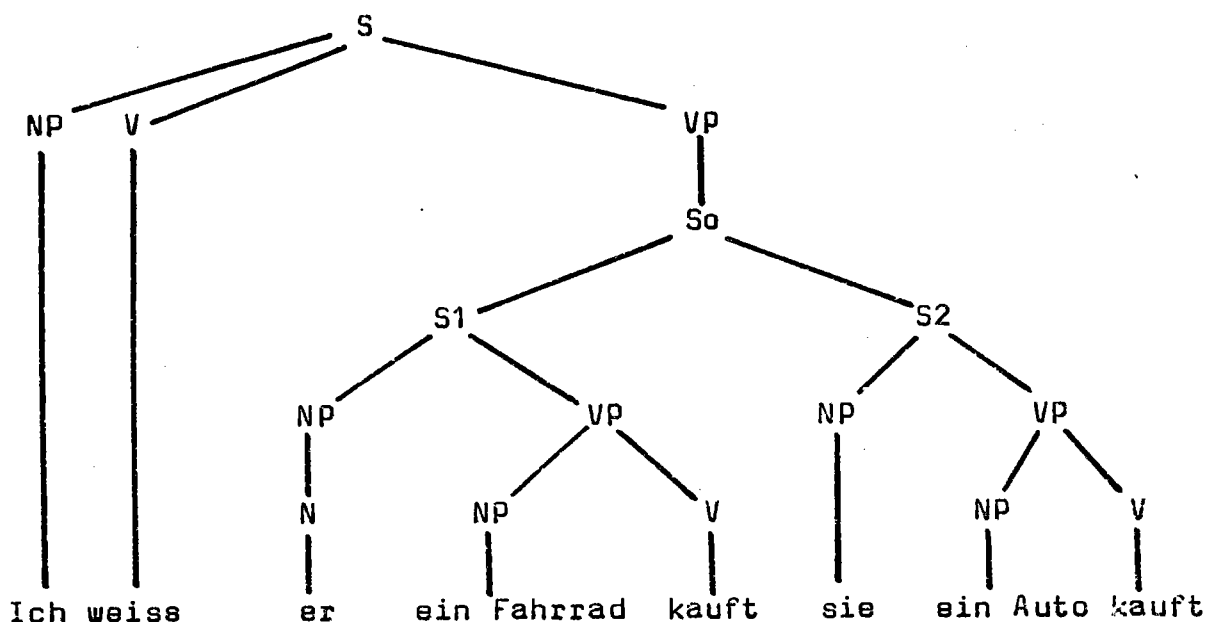 S
NP V VP
So
S1 S2
NP VP NP VP
N NP V NP V
Ich weiss er ein Fahrrad kauft sie ein Auto kauft